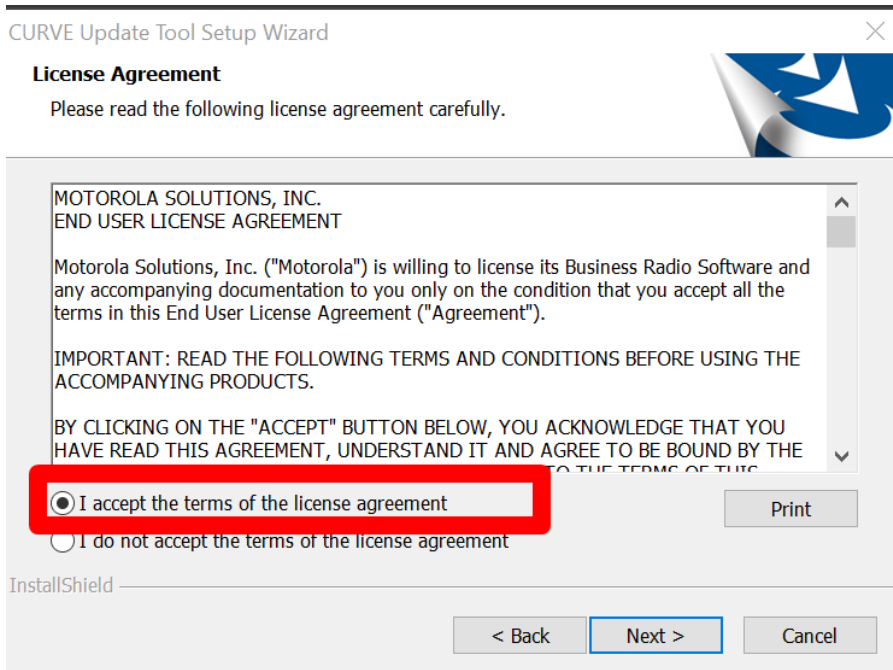 CURVE Update Tool Setup Wizard
License Agreement
Please read the following license agreement carefully.
MOTOROLA SOLUTIONS, INC.
END USER LICENSE AGREEMENT
Motorola Solutions, Inc. ("Motorola") is willing to license its Business Radio Software and
any accompanying documentation to you only on the condition that you accept all the
terms in this End User License Agreement ("Agreement").
IMPORTANT: READ THE FOLLOWING TERMS AND CONDITIONS BEFORE USING THE
ACCOMPANYING PRODUCTS.
BY CLICKING ON THE "ACCEPT" BUTTON BELOW, YOU ACKNOWLEDGE THAT YOU
HAVE READ THIS AGREEMENT, UNDERSTAND IT AND AGREE TO BE BOUND BY THE
TO THE TERMS OF THIS
I accept the terms of the license agreement
Print
I do not accept the terms of the license agreement
InstallShield
< Back
Next >
Cancel